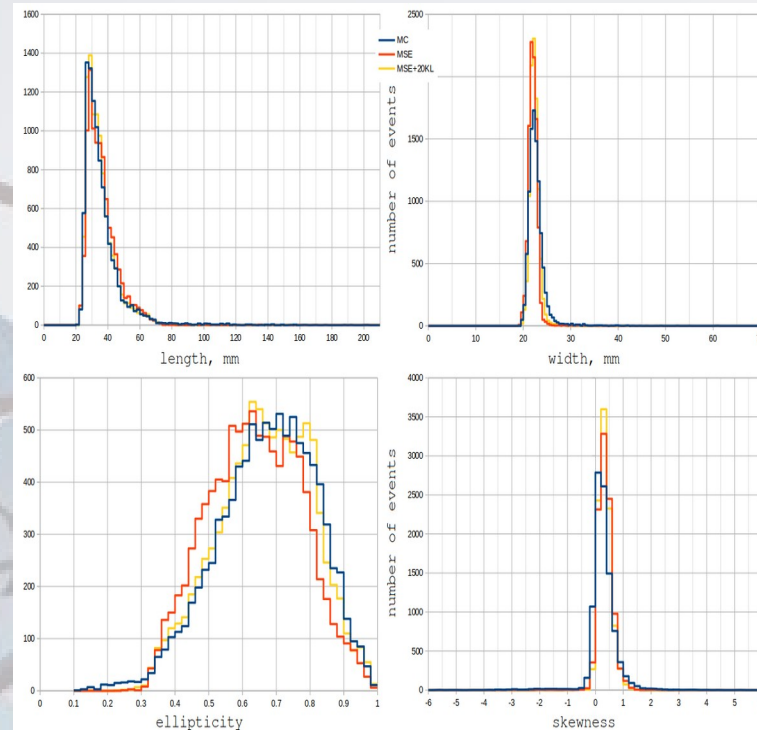 1600
1400
1200
1000
800
600
400
200
0
0 20 40 60 80 100 120 140 160 180 200
length, mm
MC
MSE
MSE+20KL
number of events
2500
1500
1000
500
0
0 10 20 30 40 50 60
width, mm
600
500
400
300
200
100
0
0 0.1 0.2 0.3 0.4 0.5 0.6 0.7 0.8 0.9 1
ellipticity
number of events
4000
3500
3000
2500
2000
1500
1000
500
0
-6 -5 -4 -3 -2 -1 0 1 2 3 4 5
skewness